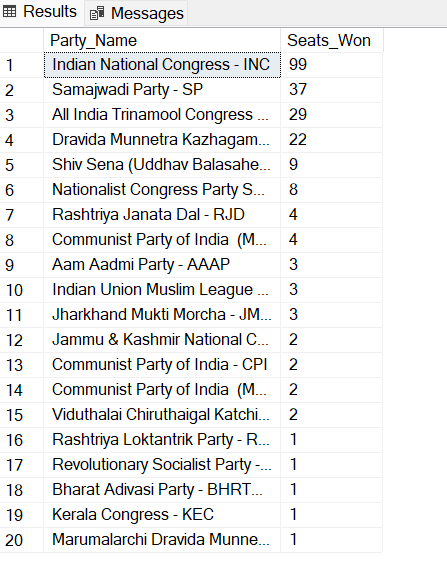 Results Messages
Party_Name Seats_Won
1 Indian National Congress - INC 99
2 Samajwadi Party - SP 37
3 All India Trinamool Congress ... 29
4 Dravida Munnetra Kazhagam... 22
5 Shiv Sena (Uddhav Balasahe... 9
6 Nationalist Congress Party S... 8
7 Rashtriya Janata Dal - RJD 4
8 Communist Party of India  (M... 4
9 Aam Aadmi Party - AAAP 3
10 Indian Union Muslim League ... 3
11 Jharkhand Mukti Morcha - JM... 3
12 Jammu & Kashmir National C... 2
13 Communist Party of India - CPI 2
14 Communist Party of India  (M... 2
15 Viduthalai Chiruthaigal Katchi... 2
16 Rashtriya Loktantrik Party - R... 1
17 Revolutionary Socialist Party -... 1
18 Bharat Adivasi Party - BHRT... 1
19 Kerala Congress - KEC 1
20 Marumalarchi Dravida Munne... 1